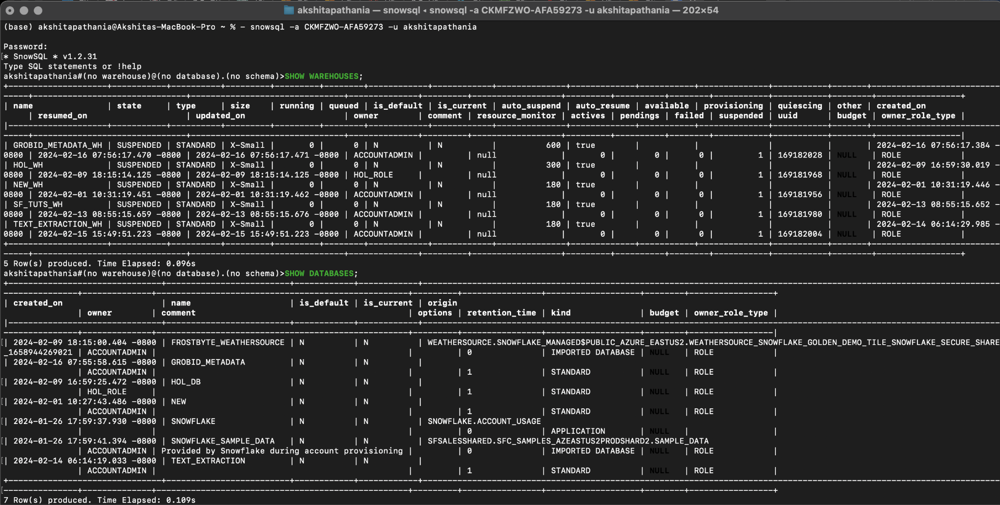 akshitapathania — snowsql ◂ snowsql -a CKMFZWO-AFA59273 -u akshitapathania — 202×54
(base) akshitapathania@Akshitas-MacBook-Pro ~ % - snowsql -a CKMFZWO-AFA59273 -u akshitapathania
Password:
* SnowSQL * v1.2.31
Type SQL statements or !help
akshitapathania#(no warehouse)@(no database).(no schema)>SHOW WAREHOUSES;
| name | state | type | size | running | queued | is_default | is_current | auto_suspend | auto_resume | available | provisioning | quiescing | other | created_on
| resumed_on | updated_on | owner | comment | resource_monitor | actives | pendings | failed | suspended | uuid | budget | owner_role_type |
| GROBID_METADATA_WH | SUSPENDED | STANDARD | X-Small | 0 | 0 | N | N | 600 | true | | | | | 2024-02-16 07:56:17.384 -
0800 | 2024-02-16 07:56:17.470 -0800 | 2024-02-16 07:56:17.471 -0800 | ACCOUNTADMIN | | null | 0 | 0 | 0 | 1 | 169182028 | NULL | ROLE |
| HOL_WH | SUSPENDED | STANDARD | X-Small | 0 | 0 | N | N | 300 | true | | | | | 2024-02-09 16:59:30.019 -
0800 | 2024-02-09 18:15:14.125 -0800 | 2024-02-09 18:15:14.125 -0800 | HOL_ROLE | | null | 0 | 0 | 0 | 1 | 169181968 | NULL | ROLE |
| NEW_WH | SUSPENDED | STANDARD | X-Small | 0 | 0 | N | N | 180 | true | | | | | 2024-02-01 10:31:19.446 -
0800 | 2024-02-01 10:31:19.451 -0800 | 2024-02-01 10:31:19.462 -0800 | ACCOUNTADMIN | | null | 0 | 0 | 0 | 1 | 169181956 | NULL | ROLE |
| SF_TUTS_WH | SUSPENDED | STANDARD | X-Small | 0 | 0 | N | N | 180 | true | | | | | 2024-02-13 08:55:15.652 -
0800 | 2024-02-13 08:55:15.659 -0800 | 2024-02-13 08:55:15.676 -0800 | ACCOUNTADMIN | | null | 0 | 0 | 0 | 1 | 169181980 | NULL | ROLE |
| TEXT_EXTRACTION_WH | SUSPENDED | STANDARD | X-Small | 0 | 0 | N | N | 180 | true | | | | | 2024-02-14 06:14:29.985 -
0800 | 2024-02-15 15:49:51.223 -0800 | 2024-02-15 15:49:51.223 -0800 | ACCOUNTADMIN | | null | 0 | 0 | 0 | 1 | 169182004 | NULL | ROLE |
5 Row(s) produced. Time Elapsed: 0.096s
akshitapathania#(no warehouse)@(no database).(no schema)>SHOW DATABASES;
| created_on | name | is_default | is_current | origin
| owner | comment | options | retention_time | kind | budget | owner_role_type |
| 2024-02-09 18:15:00.404 -0800 | FROSTBYTE_WEATHERSOURCE | N | N | WEATHERSOURCE.SNOWFLAKE_MANAGED$PUBLIC_AZURE_EASTUS2.WEATHERSOURCE_SNOWFLAKE_GOLDEN_DEMO_TILE_SNOWFLAKE_SECURE_SHARE
_1658944269021 | ACCOUNTADMIN | | | 0 | IMPORTED DATABASE | NULL | ROLE |
| 2024-02-16 07:55:58.615 -0800 | GROBID_METADATA | N | N |
| ACCOUNTADMIN | | | 1 | STANDARD | NULL | ROLE |
| 2024-02-09 16:59:25.472 -0800 | HOL_DB | N | N |
| HOL_ROLE | | | 1 | STANDARD | NULL | ROLE |
| 2024-02-01 10:27:43.486 -0800 | NEW | N | N |
| ACCOUNTADMIN | | | 1 | STANDARD | NULL | ROLE |
| 2024-01-26 17:59:37.930 -0800 | SNOWFLAKE | N | N | SNOWFLAKE.ACCOUNT_USAGE
| | | | 0 | APPLICATION | NULL | |
| 2024-01-26 17:59:41.394 -0800 | SNOWFLAKE_SAMPLE_DATA | N | N | SFSALESSHARED.SFC_SAMPLES_AZEASTUS2PRODSHARD2.SAMPLE_DATA
| ACCOUNTADMIN | Provided by Snowflake during account provisioning | | 0 | IMPORTED DATABASE | NULL | ROLE |
| 2024-02-14 06:14:19.033 -0800 | TEXT_EXTRACTION | N | N |
| ACCOUNTADMIN | | | 1 | STANDARD | NULL | ROLE |
7 Row(s) produced. Time Elapsed: 0.109s